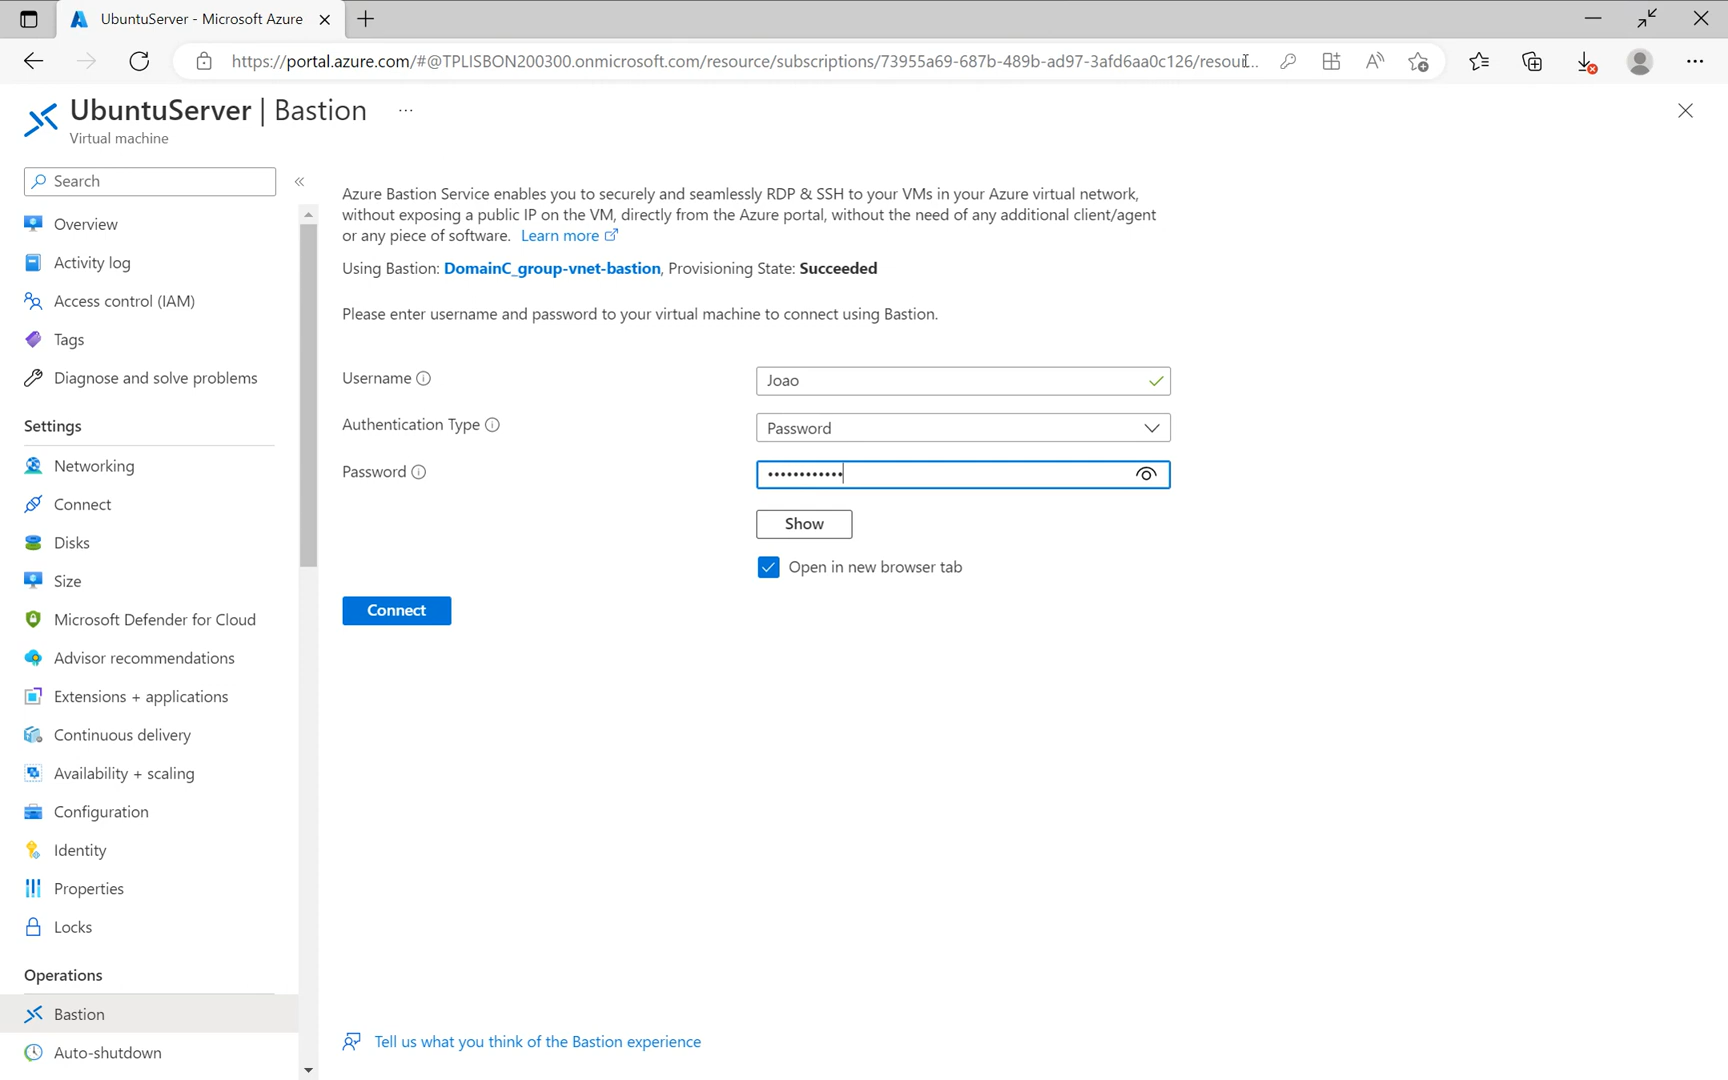 UbuntuServer - Microsoft Azure
https://portal.azure.com/#@TPLISBON200300.onmicrosoft.com/resource/subscriptions/73955a69-687b-489b-ad97-3afd6aa0c126/resour...
UbuntuServer | Bastion ...
Virtual machine
Search
Overview
Activity log
Access control (IAM)
Tags
Diagnose and solve problems
Settings
Networking
Connect
Disks
Size
Microsoft Defender for Cloud
Advisor recommendations
Extensions + applications
Continuous delivery
Availability + scaling
Configuration
Identity
Properties
Locks
Operations
Bastion
Auto-shutdown
Azure Bastion Service enables you to securely and seamlessly RDP & SSH to your VMs in your Azure virtual network,
without exposing a public IP on the VM, directly from the Azure portal, without the need of any additional client/agent
or any piece of software. Learn more
Using Bastion: DomainC_group-vnet-bastion, Provisioning State: Succeeded
Please enter username and password to your virtual machine to connect using Bastion.
Username
Joao
Authentication Type
Password
Password
••••••••••••
Show
Open in new browser tab
Connect
Tell us what you think of the Bastion experience